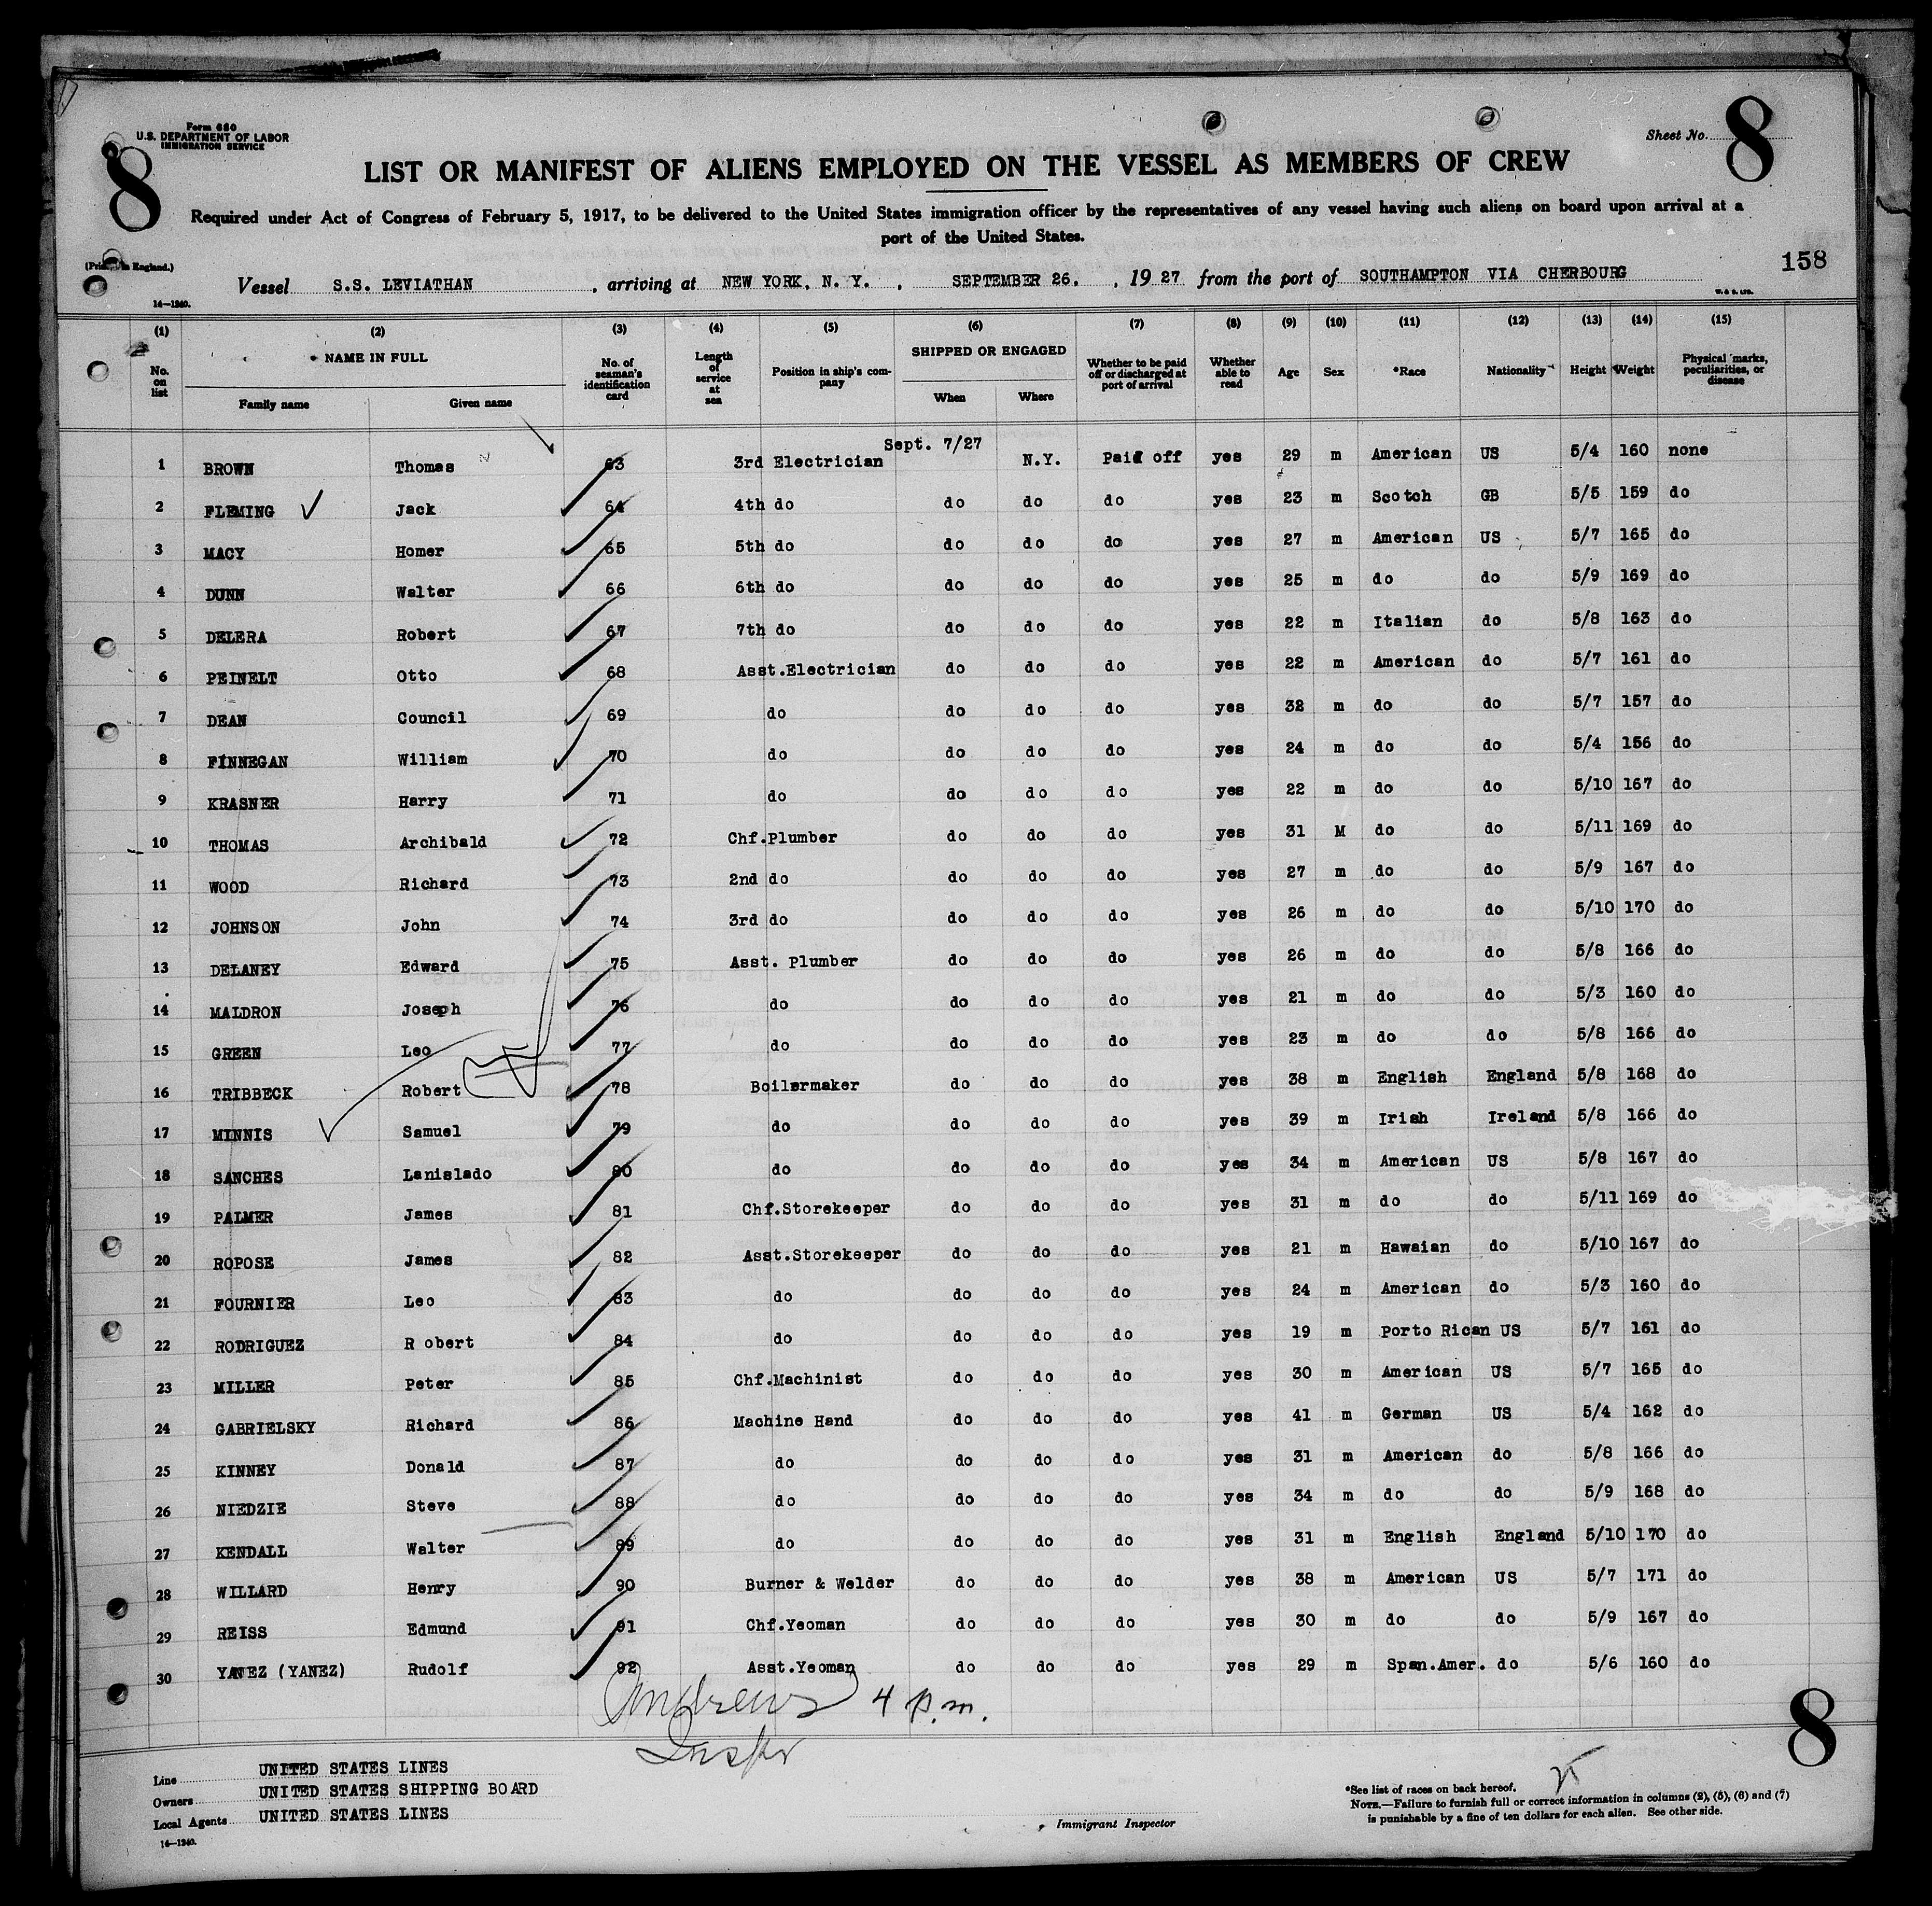 Form 680
U.S. DEPARTMENT OF LABOR
IMMIGRATION SERVICE
8
Sheet No. 8
LIST OR MANIFEST OF ALIENS EMPLOYED ON THE VESSEL AS MEMBERS OF CREW
Required under Act of Congress of February 5, 1917, to be delivered to the United States immigration officer by the representatives of any vessel having such aliens on board upon arrival at a
port of the United States.
158
Vessel S.S. LEVIATHAN, arriving at NEW YORK, N. Y., SEPTEMBER 26., 19 27 from the port of SOUTHAMPTON VIA CHERBOURG
14—1240.
(1) (2) (3) (4) (5) (6) (7) (8) (9) (10) (11) (12) (13) (14) (15)
No. on list NAME IN FULL Family name Given name No. of seaman's identification card Length of service at sea Position in ship's company SHIPPED OR ENGAGED When Where Whether to be paid off or discharged at port of arrival Whether able to read Age Sex *Race Nationality Height Weight Physical marks, peculiarities, or disease
1 BROWN Thomas 63 3rd Electrician Sept. 7/27 N.Y. Paid off yes 29 m American US 5/4 160 none
2 FLEMING Jack 64 4th do do do do yes 23 m Scotch GB 5/5 159 do
3 MACY Homer 65 5th do do do do yes 27 m American US 5/7 165 do
4 DUNN Walter 66 6th do do do do yes 25 m do do 5/9 169 do
5 DELERA Robert 67 7th do do do do yes 22 m Italian do 5/8 163 do
6 PEINELT Otto 68 Asst.Electrician do do do yes 22 m American do 5/7 161 do
7 DEAN Council 69 do do do do yes 32 m do do 5/7 157 do
8 FINNEGAN William 70 do do do do yes 24 m do do 5/4 156 do
9 KRASNER Harry 71 do do do do yes 22 m do do 5/10 167 do
10 THOMAS Archibald 72 Chf.Plumber do do do yes 31 M do do 5/11 169 do
11 WOOD Richard 73 2nd do do do do yes 27 m do do 5/9 167 do
12 JOHNSON John 74 3rd do do do do yes 26 m do do 5/10 170 do
13 DELANEY Edward 75 Asst. Plumber do do do yes 26 m do do 5/8 166 do
14 MALDRON Joseph 76 do do do do yes 21 m do do 5/3 160 do
15 GREEN Leo 77 do do do do yes 23 m do do 5/8 166 do
16 TRIBBECK Robert 78 Boilermaker do do do yes 38 m English England 5/8 168 do
17 MINNIS Samuel 79 do do do do yes 39 m Irish Ireland 5/8 166 do
18 SANCHES Lanislado 80 do do do do yes 34 m American US 5/8 167 do
19 PALMER James 81 Chf.Storekeeper do do do yes 31 m do do 5/11 169 do
20 ROPOSE James 82 Asst.Storekeeper do do do yes 21 m Hawaian do 5/10 167 do
21 FOURNIER Leo 83 do do do do yes 24 m American do 5/3 160 do
22 RODRIGUEZ R obert 84 do do do do yes 19 m Porto Rican US 5/7 161 do
23 MILLER Peter 85 Chf.Machinist do do do yes 30 m American US 5/7 165 do
24 GABRIELSKY Richard 86 Machine Hand do do do yes 41 m German US 5/4 162 do
25 KINNEY Donald 87 do do do do yes 31 m American do 5/8 166 do
26 NIEDZIE Steve 88 do do do do yes 34 m do do 5/9 168 do
27 KENDALL Walter 89 do do do do yes 31 m English England 5/10 170 do
28 WILLARD Henry 90 Burner & Welder do do do yes 38 m American US 5/7 171 do
29 REISS Edmund 91 Chf.Yeoman do do do yes 30 m do do 5/9 167 do
30 YANEZ (YANEZ) Rudolf 92 Asst.Yeoman do do do yes 29 m Span.Amer. do 5/6 160 do
Andrews 4 p.m.
Inspr
8
Line UNITED STATES LINES
Owners UNITED STATES SHIPPING BOARD
Local Agents UNITED STATES LINES
14—1240.
Immigrant Inspector
*See list of races on back hereof.
NOTE.—Failure to furnish full or correct information in columns (2), (5), (6) and (7)
is punishable by a fine of ten dollars for each alien. See other side.